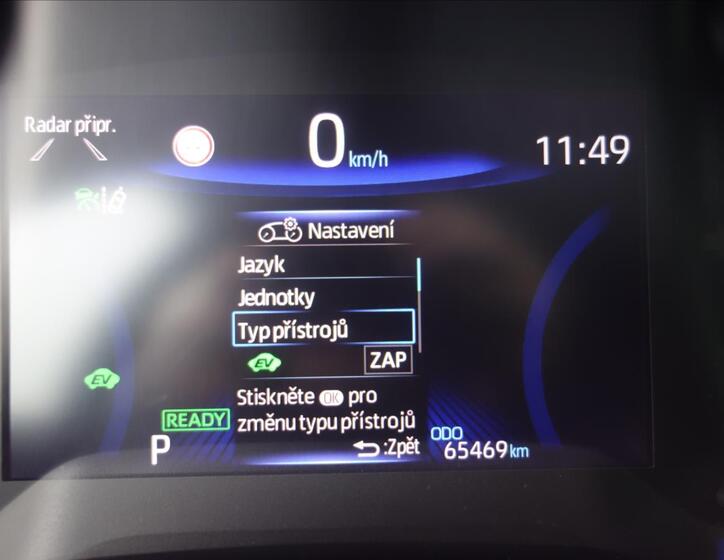 Radar připr.
0 km/h
11:49
Nastavení
Jazyk
Jednotky
Typ přístrojů
EV ZAP
EV
Stiskněte OK pro
změnu typu přístrojů
:Zpět
READY
P
ODO
65469 km